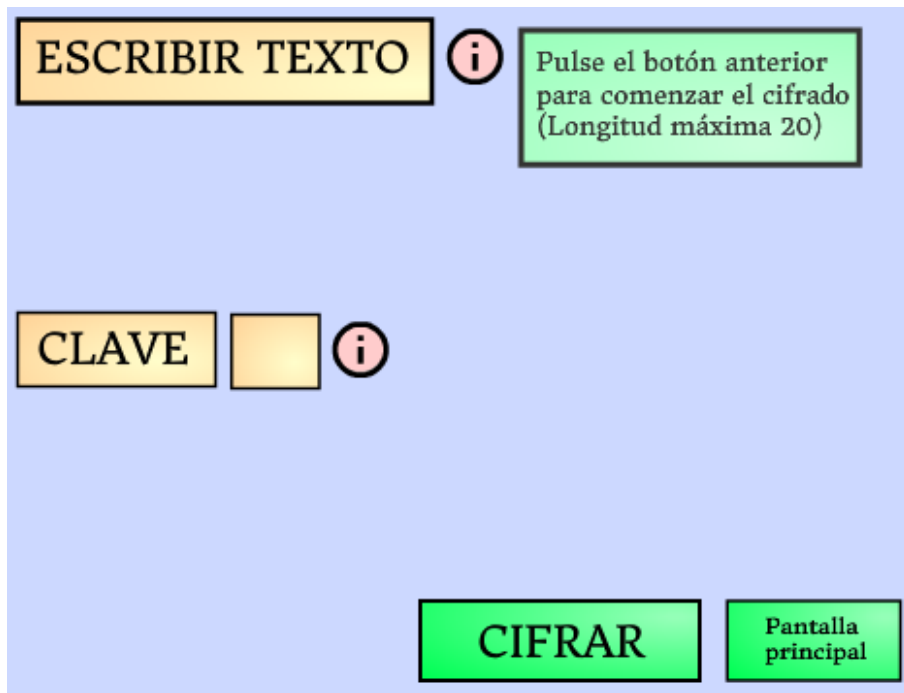 ESCRIBIR TEXTO
i
Pulse el botón anterior
para comenzar el cifrado
(Longitud máxima 20)
CLAVE
i
CIFRAR
Pantalla
principal